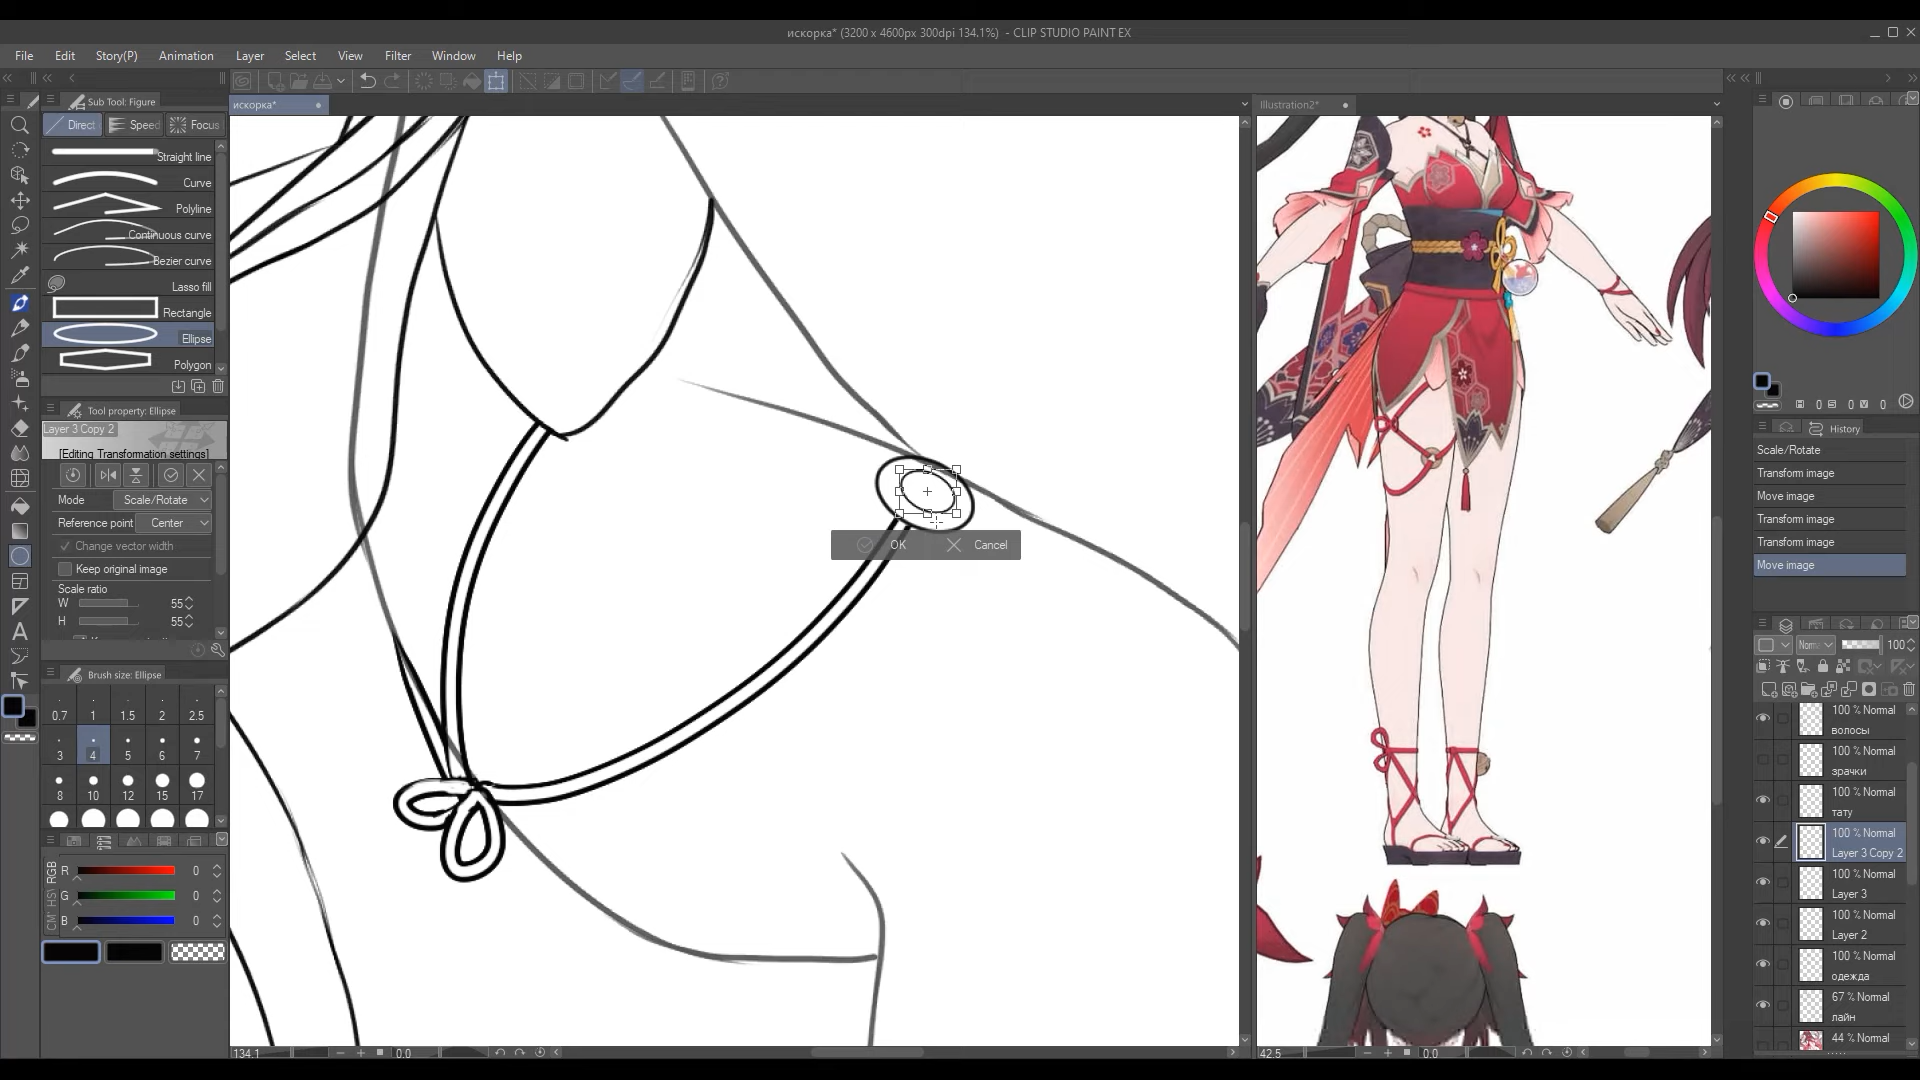 искорка* (3200 x 4600px 300dpi 134.1%) - CLIP STUDIO PAINT EX
File Edit Story(P) Animation Layer Select View Filter Window Help
Sub Tool: Figure
Direct Speed Focus
Straight line
Curve
Polyline
Continuous curve
Bezier curve
Lasso fill
Rectangle
Ellipse
Polygon
Tool property: Ellipse
Layer 3 Copy 2
[Editing Transformation settings]
Mode Scale/Rotate
Reference point Center
Change vector width
Keep original image
Scale ratio
W 55
H 55
Brush size: Ellipse
0.7 1 1.5 2 2.5
3 4 5 6 7
8 10 12 15 17
RGB
R 0
G 0
B 0
искорка*
Illustration2*
OK Cancel
134.1 0.0
42.5 0.0
0 0 V 0
History
Scale/Rotate
Transform image
Move image
Transform image
Transform image
Move image
Norm 100
100 % Normal
волосы
100 % Normal
зрачки
100 % Normal
тату
100 % Normal
Layer 3 Copy 2
100 % Normal
Layer 3
100 % Normal
Layer 2
100 % Normal
одежда
67 % Normal
лайн
44 % Normal